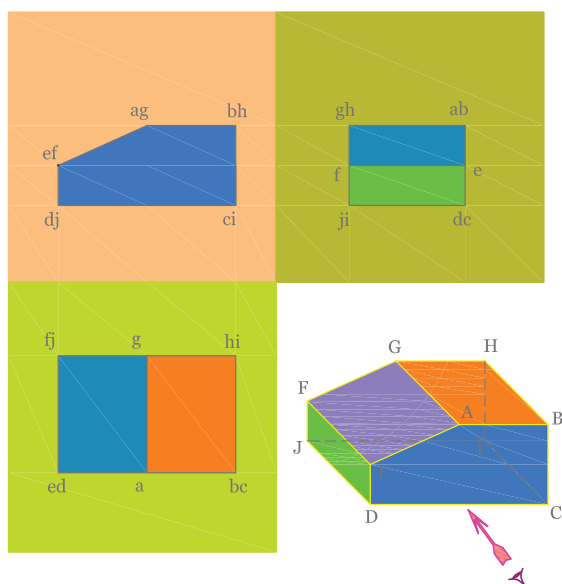 ag bh gh ab
ef f e
dj ci ji dc
fj g hi G H
F A B
J I
E
ed a bc D C